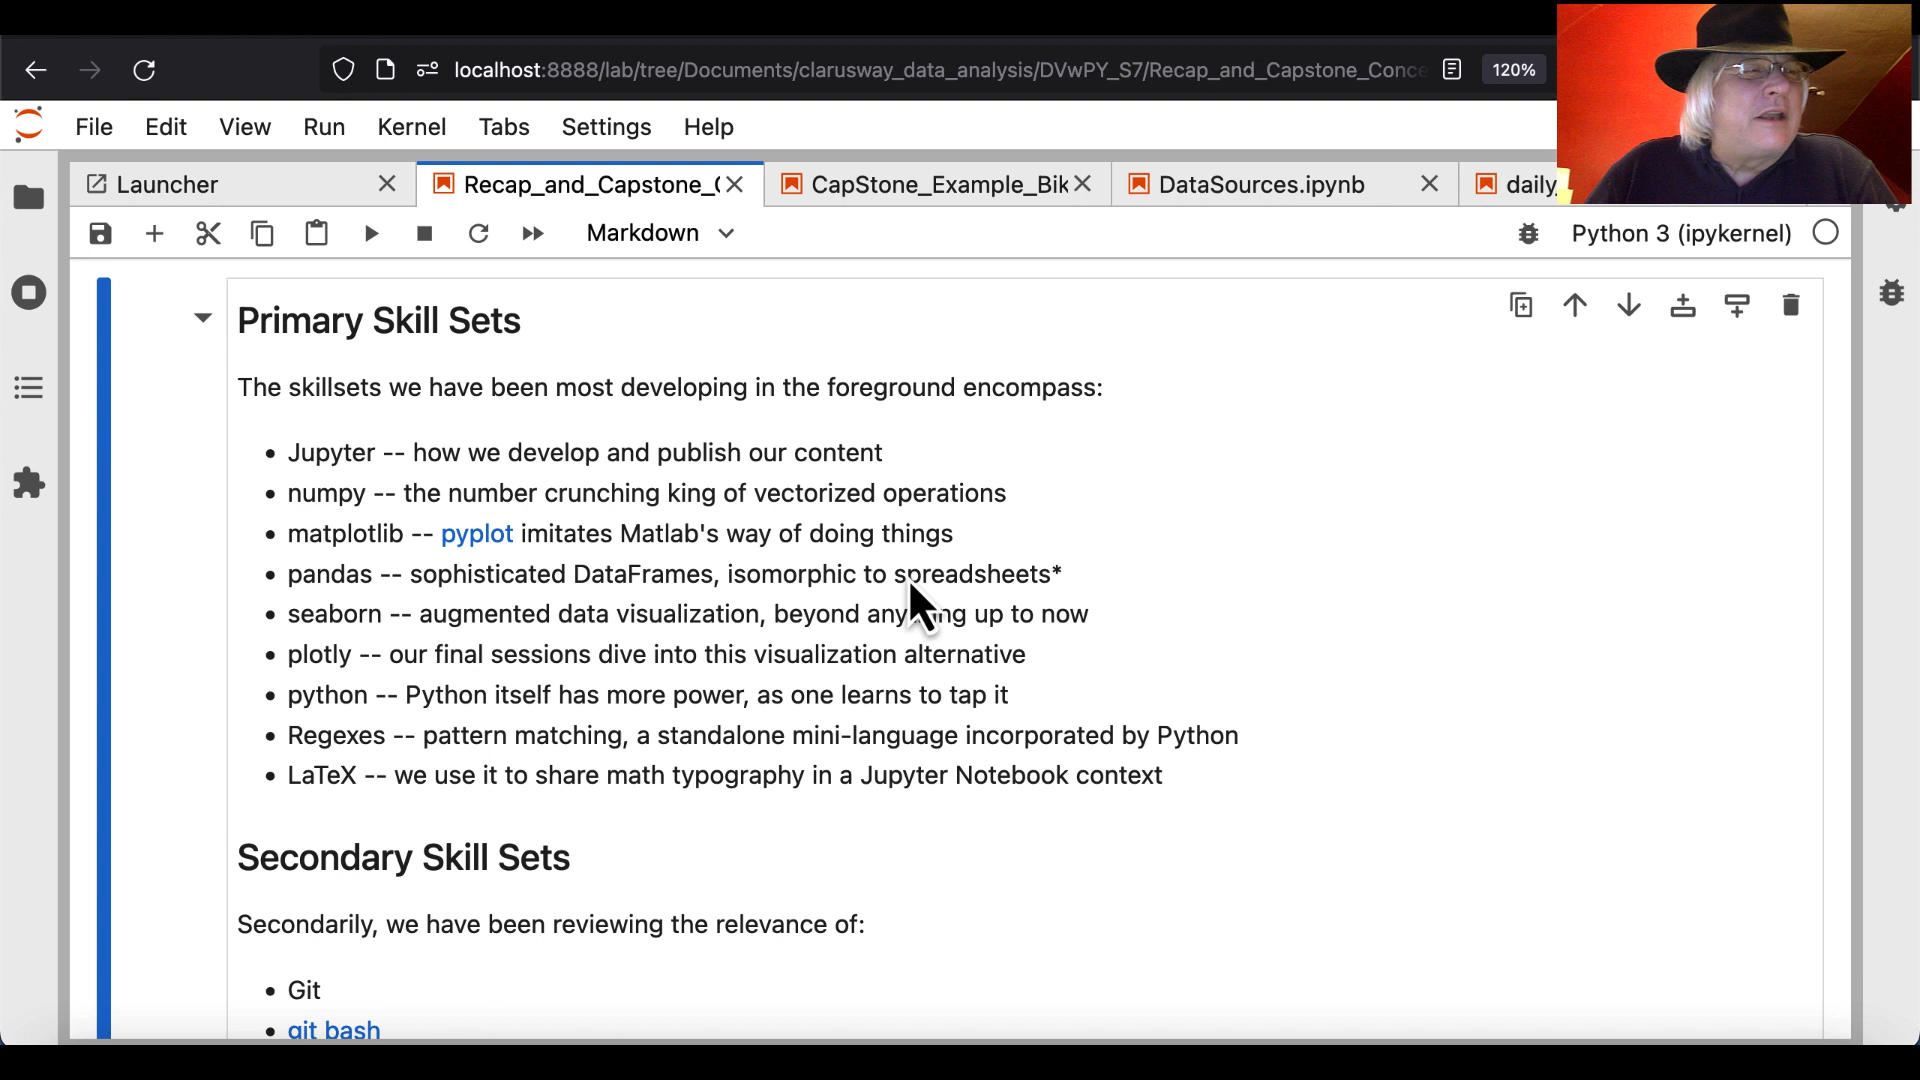 localhost:8888/lab/tree/Documents/clarusway_data_analysis/DVwPY_S7/Recap_and_Capstone_Conce
120%
File Edit View Run Kernel Tabs Settings Help
Launcher
Recap_and_Capstone_(
CapStone_Example_Bik
DataSources.ipynb
daily
Markdown
Python 3 (ipykernel)
Primary Skill Sets
The skillsets we have been most developing in the foreground encompass:
• Jupyter -- how we develop and publish our content
• numpy -- the number crunching king of vectorized operations
• matplotlib -- pyplot imitates Matlab's way of doing things
• pandas -- sophisticated DataFrames, isomorphic to spreadsheets*
• seaborn -- augmented data visualization, beyond anything up to now
• plotly -- our final sessions dive into this visualization alternative
• python -- Python itself has more power, as one learns to tap it
• Regexes -- pattern matching, a standalone mini-language incorporated by Python
• LaTeX -- we use it to share math typography in a Jupyter Notebook context
Secondary Skill Sets
Secondarily, we have been reviewing the relevance of:
• Git
• git bash